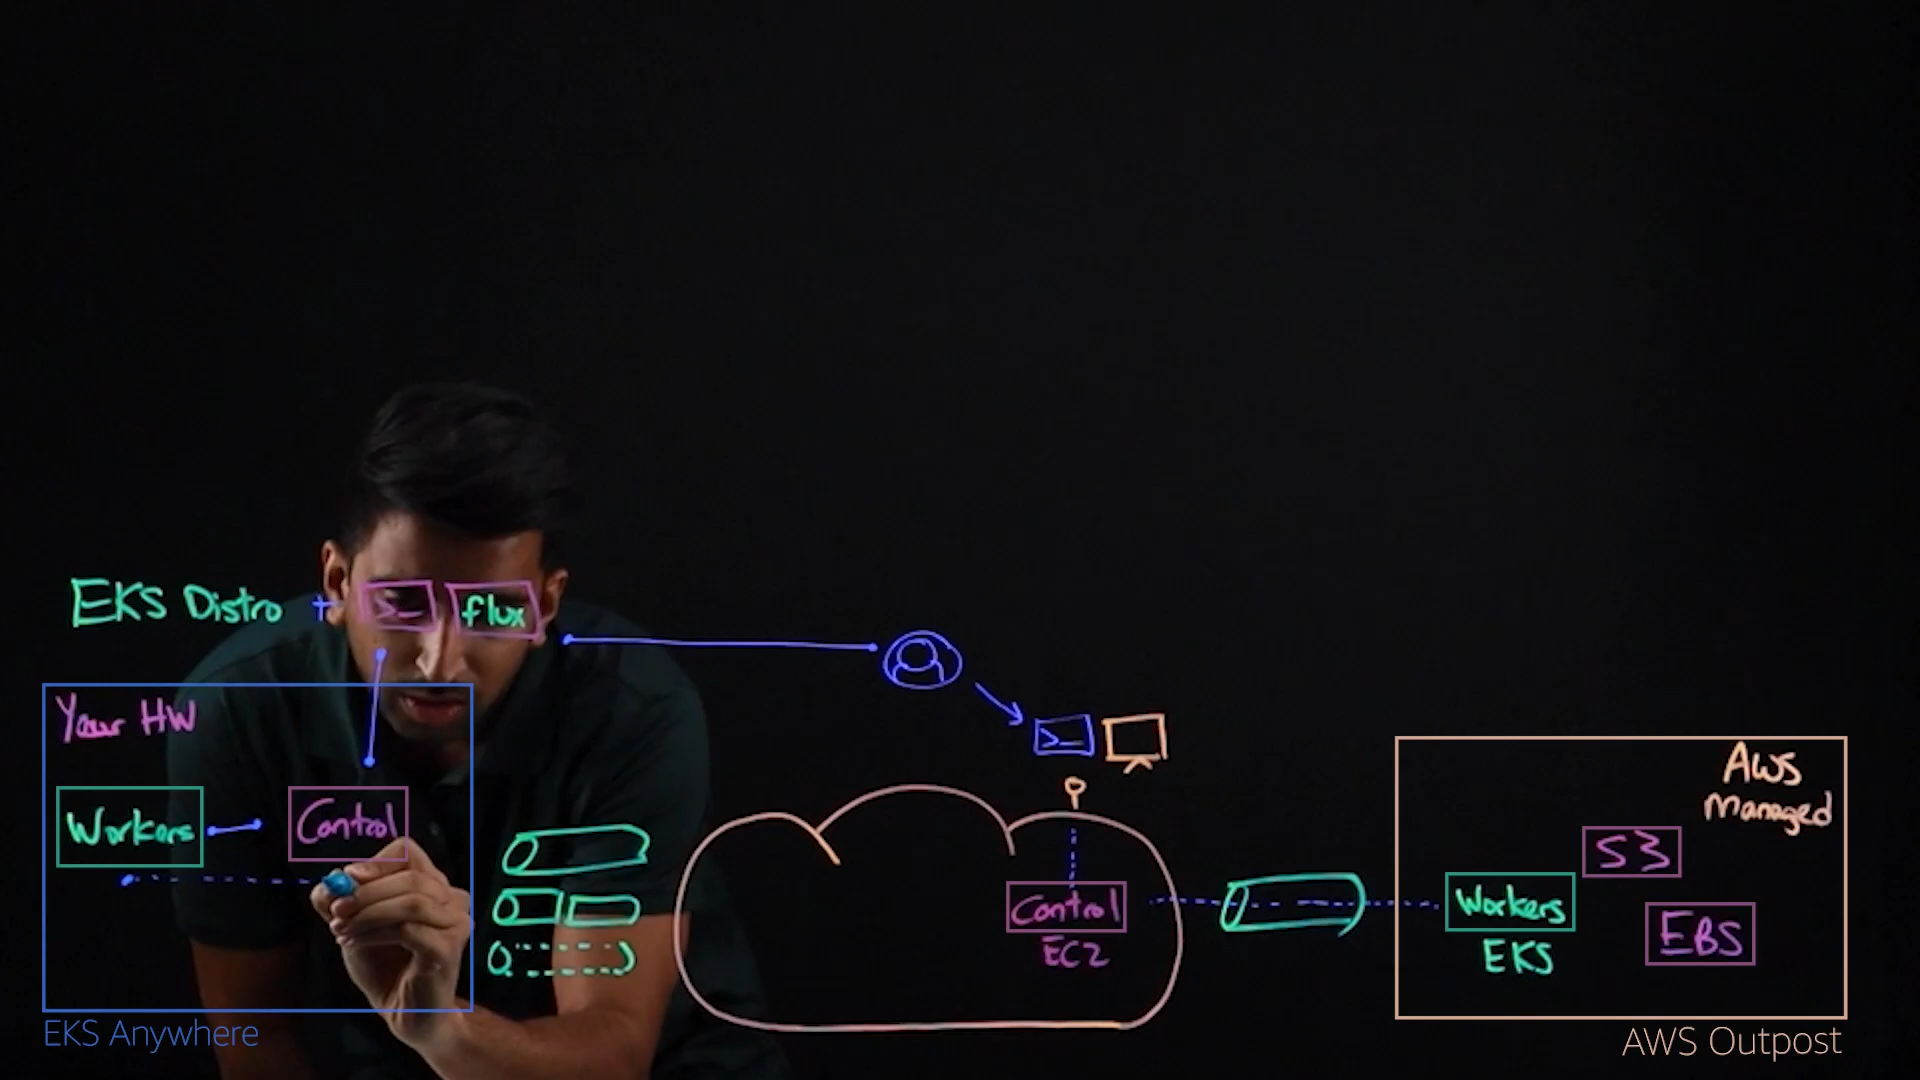 EKS Distro + >_ flux
Your HW
Workers
Control
EKS Anywhere
>_
Control
EC2
AWS
Managed
S3
Workers
EKS
EBS
AWS Outpost